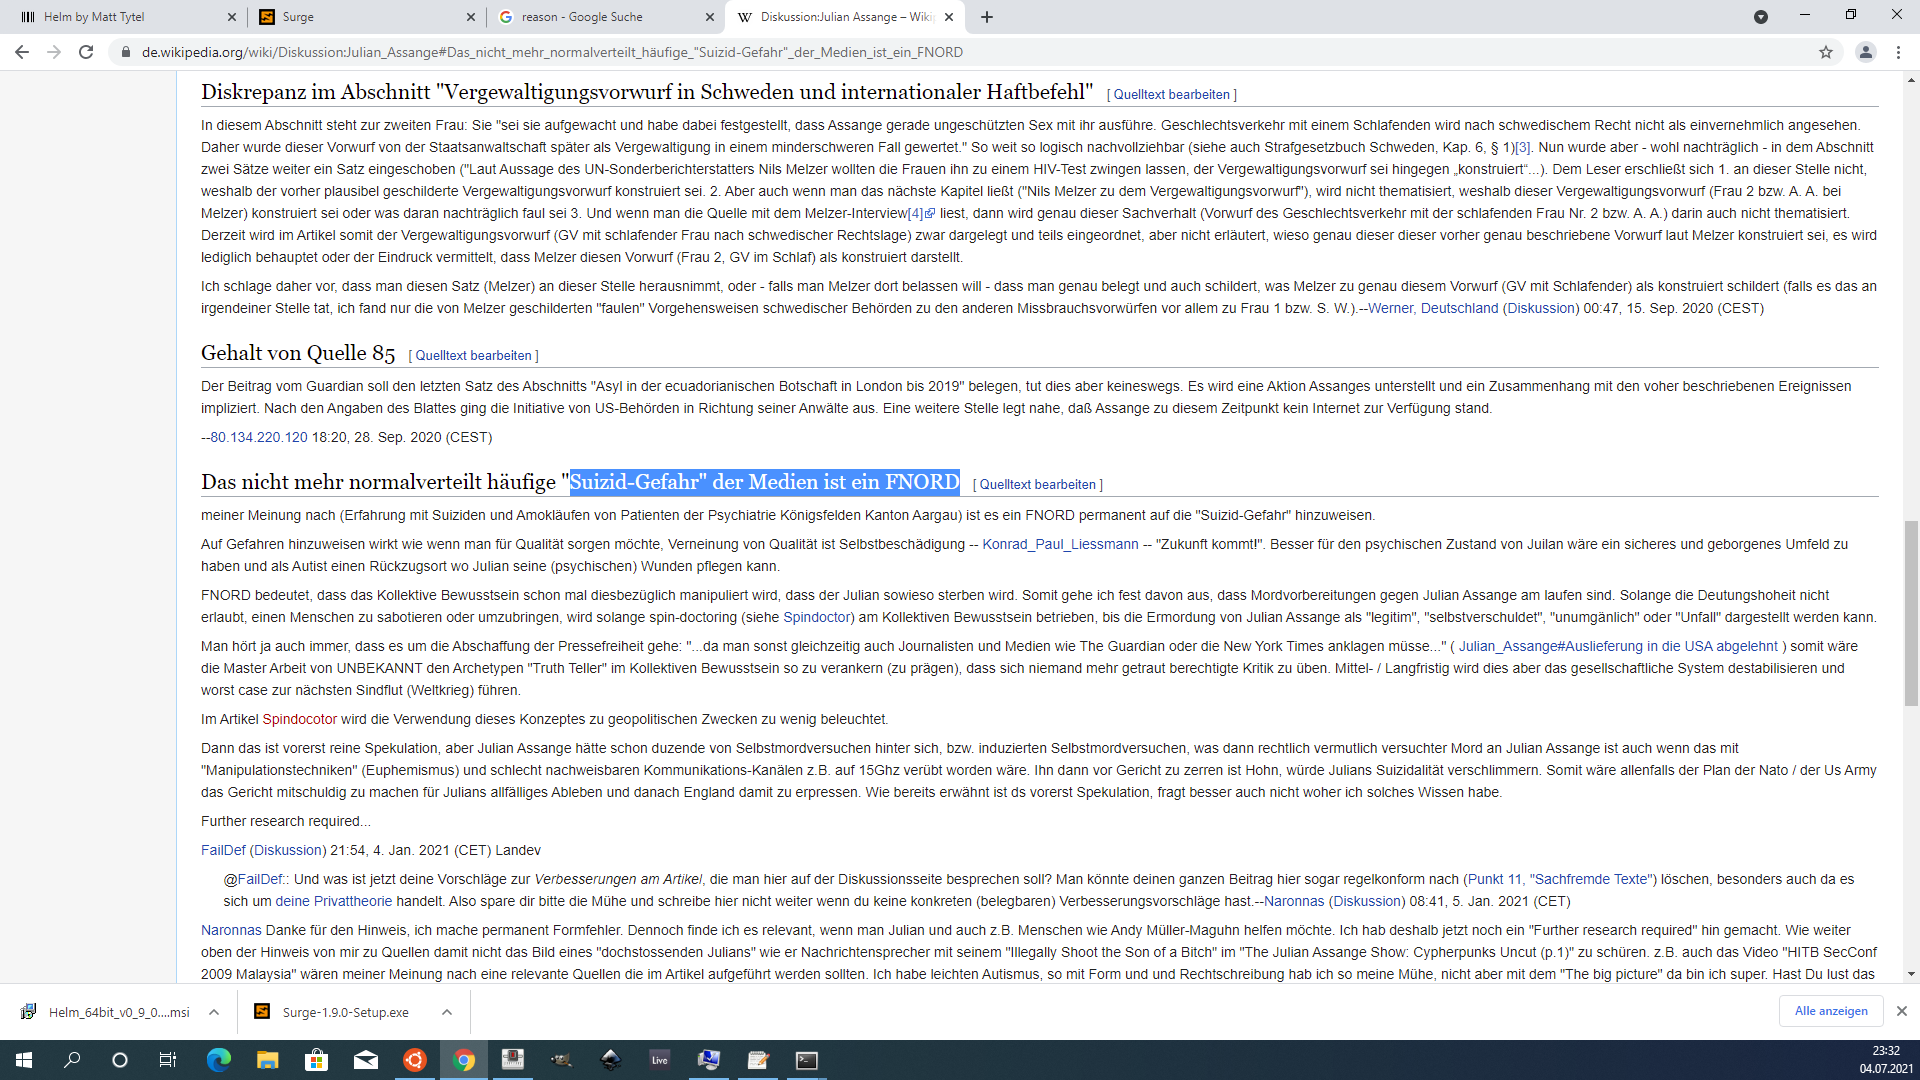 Helm by Matt Tytel
Surge
reason - Google Suche
Diskussion:Julian Assange – Wiki
de.wikipedia.org/wiki/Diskussion:Julian_Assange#Das_nicht_mehr_normalverteilt_häufige_"Suizid-Gefahr"_der_Medien_ist_ein_FNORD
Diskrepanz im Abschnitt "Vergewaltigungsvorwurf in Schweden und internationaler Haftbefehl" [ Quelltext bearbeiten ]
In diesem Abschnitt steht zur zweiten Frau: Sie "sei sie aufgewacht und habe dabei festgestellt, dass Assange gerade ungeschützten Sex mit ihr ausführe. Geschlechtsverkehr mit einem Schlafenden wird nach schwedischem Recht nicht als einvernehmlich angesehen.
Daher wurde dieser Vorwurf von der Staatsanwaltschaft später als Vergewaltigung in einem minderschweren Fall gewertet." So weit so logisch nachvollziehbar (siehe auch Strafgesetzbuch Schweden, Kap. 6, § 1)[3]. Nun wurde aber - wohl nachträglich - in dem Abschnitt
zwei Sätze weiter ein Satz eingeschoben ("Laut Aussage des UN-Sonderberichterstatters Nils Melzer wollten die Frauen ihn zu einem HIV-Test zwingen lassen, der Vergewaltigungsvorwurf sei hingegen „konstruiert“...). Dem Leser erschließt sich 1. an dieser Stelle nicht,
weshalb der vorher plausibel geschilderte Vergewaltigungsvorwurf konstruiert sei. 2. Aber auch wenn man das nächste Kapitel ließt ("Nils Melzer zu dem Vergewaltigungsvorwurf"), wird nicht thematisiert, weshalb dieser Vergewaltigungsvorwurf (Frau 2 bzw. A. A. bei
Melzer) konstruiert sei oder was daran nachträglich faul sei 3. Und wenn man die Quelle mit dem Melzer-Interview[4] liest, dann wird genau dieser Sachverhalt (Vorwurf des Geschlechtsverkehr mit der schlafenden Frau Nr. 2 bzw. A. A.) darin auch nicht thematisiert.
Derzeit wird im Artikel somit der Vergewaltigungsvorwurf (GV mit schlafender Frau nach schwedischer Rechtslage) zwar dargelegt und teils eingeordnet, aber nicht erläutert, wieso genau dieser dieser vorher genau beschriebene Vorwurf laut Melzer konstruiert sei, es wird
lediglich behauptet oder der Eindruck vermittelt, dass Melzer diesen Vorwurf (Frau 2, GV im Schlaf) als konstruiert darstellt.
Ich schlage daher vor, dass man diesen Satz (Melzer) an dieser Stelle herausnimmt, oder - falls man Melzer dort belassen will - dass man genau belegt und auch schildert, was Melzer zu genau diesem Vorwurf (GV mit Schlafender) als konstruiert schildert (falls es das an
irgendeiner Stelle tat, ich fand nur die von Melzer geschilderten "faulen" Vorgehensweisen schwedischer Behörden zu den anderen Missbrauchsvorwürfen vor allem zu Frau 1 bzw. S. W.).--Werner, Deutschland (Diskussion) 00:47, 15. Sep. 2020 (CEST)
Gehalt von Quelle 85 [ Quelltext bearbeiten ]
Der Beitrag vom Guardian soll den letzten Satz des Abschnitts "Asyl in der ecuadorianischen Botschaft in London bis 2019" belegen, tut dies aber keineswegs. Es wird eine Aktion Assanges unterstellt und ein Zusammenhang mit den voher beschriebenen Ereignissen
impliziert. Nach den Angaben des Blattes ging die Initiative von US-Behörden in Richtung seiner Anwälte aus. Eine weitere Stelle legt nahe, daß Assange zu diesem Zeitpunkt kein Internet zur Verfügung stand.
--80.134.220.120 18:20, 28. Sep. 2020 (CEST)
Das nicht mehr normalverteilt häufige "Suizid-Gefahr" der Medien ist ein FNORD [ Quelltext bearbeiten ]
meiner Meinung nach (Erfahrung mit Suiziden und Amokläufen von Patienten der Psychiatrie Königsfelden Kanton Aargau) ist es ein FNORD permanent auf die "Suizid-Gefahr" hinzuweisen.
Auf Gefahren hinzuweisen wirkt wie wenn man für Qualität sorgen möchte, Verneinung von Qualität ist Selbstbeschädigung -- Konrad_Paul_Liessmann -- "Zukunft kommt!". Besser für den psychischen Zustand von Juilan wäre ein sicheres und geborgenes Umfeld zu
haben und als Autist einen Rückzugsort wo Julian seine (psychischen) Wunden pflegen kann.
FNORD bedeutet, dass das Kollektive Bewusstsein schon mal diesbezüglich manipuliert wird, dass der Julian sowieso sterben wird. Somit gehe ich fest davon aus, dass Mordvorbereitungen gegen Julian Assange am laufen sind. Solange die Deutungshoheit nicht
erlaubt, einen Menschen zu sabotieren oder umzubringen, wird solange spin-doctoring (siehe Spindoctor) am Kollektiven Bewusstsein betrieben, bis die Ermordung von Julian Assange als "legitim", "selbstverschuldet", "unumgänlich" oder "Unfall" dargestellt werden kann.
Man hört ja auch immer, dass es um die Abschaffung der Pressefreiheit gehe: "...da man sonst gleichzeitig auch Journalisten und Medien wie The Guardian oder die New York Times anklagen müsse..." ( Julian_Assange#Auslieferung in die USA abgelehnt ) somit wäre
die Master Arbeit von UNBEKANNT den Archetypen "Truth Teller" im Kollektiven Bewusstsein so zu verankern (zu prägen), dass sich niemand mehr getraut berechtigte Kritik zu üben. Mittel- / Langfristig wird dies aber das gesellschaftliche System destabilisieren und
worst case zur nächsten Sindflut (Weltkrieg) führen.
Im Artikel Spindocotor wird die Verwendung dieses Konzeptes zu geopolitischen Zwecken zu wenig beleuchtet.
Dann das ist vorerst reine Spekulation, aber Julian Assange hätte schon duzende von Selbstmordversuchen hinter sich, bzw. induzierten Selbstmordversuchen, was dann rechtlich vermutlich versuchter Mord an Julian Assange ist auch wenn das mit
"Manipulationstechniken" (Euphemismus) und schlecht nachweisbaren Kommunikations-Kanälen z.B. auf 15Ghz verübt worden wäre. Ihn dann vor Gericht zu zerren ist Hohn, würde Julians Suizidalität verschlimmern. Somit wäre allenfalls der Plan der Nato / der Us Army
das Gericht mitschuldig zu machen für Julians allfälliges Ableben und danach England damit zu erpressen. Wie bereits erwähnt ist ds vorerst Spekulation, fragt besser auch nicht woher ich solches Wissen habe.
Further research required...
FailDef (Diskussion) 21:54, 4. Jan. 2021 (CET) Landev
@FailDef:: Und was ist jetzt deine Vorschläge zur Verbesserungen am Artikel, die man hier auf der Diskussionsseite besprechen soll? Man könnte deinen ganzen Beitrag hier sogar regelkonform nach (Punkt 11, "Sachfremde Texte") löschen, besonders auch da es
sich um deine Privattheorie handelt. Also spare dir bitte die Mühe und schreibe hier nicht weiter wenn du keine konkreten (belegbaren) Verbesserungsvorschläge hast.--Naronnas (Diskussion) 08:41, 5. Jan. 2021 (CET)
Naronnas Danke für den Hinweis, ich mache permanent Formfehler. Dennoch finde ich es relevant, wenn man Julian und auch z.B. Menschen wie Andy Müller-Maguhn helfen möchte. Ich hab deshalb jetzt noch ein "Further research required" hin gemacht. Wie weiter
oben der Hinweis von mir zu Quellen damit nicht das Bild eines "dochstossenden Julians" wie er Nachrichtensprecher mit seinem "Illegally Shoot the Son of a Bitch" im "The Julian Assange Show: Cypherpunks Uncut (p.1)" zu schüren. z.B. auch das Video "HITB SecConf
2009 Malaysia" wären meiner Meinung nach eine relevante Quellen die im Artikel aufgeführt werden sollten. Ich habe leichten Autismus, so mit Form und und Rechtschreibung hab ich so meine Mühe, nicht aber mit dem "The big picture" da bin ich super. Hast Du lust das
Helm_64bit_v0_9_0....msi
Surge-1.9.0-Setup.exe
Alle anzeigen
Live
23:32
04.07.2021